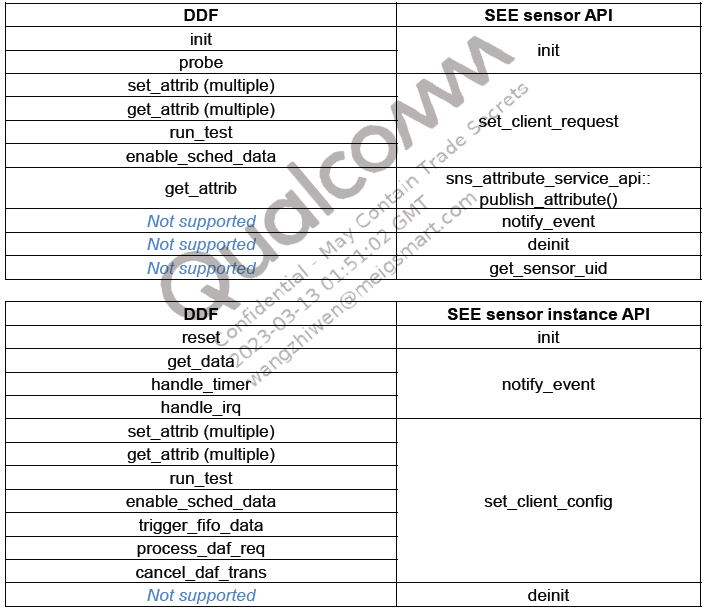 DDF SEE sensor API
init
probe
init
set_attrib (multiple)
get_attrib (multiple)
run_test
enable_sched_data
set_client_request
get_attrib
sns_attribute_service_api::
publish_attribute()
Not supported notify_event
Not supported deinit
Not supported get_sensor_uid
DDF SEE sensor instance API
reset init
get_data
handle_timer
handle_irq
notify_event
set_attrib (multiple)
get_attrib (multiple)
run_test
enable_sched_data
trigger_fifo_data
process_daf_req
cancel_daf_trans
set_client_config
Not supported deinit
Qualcomm
Confidential - May Contain Trade Secrets
2023-03-13 01:51:02 GMT
wangzhiwen@meigsmart.com